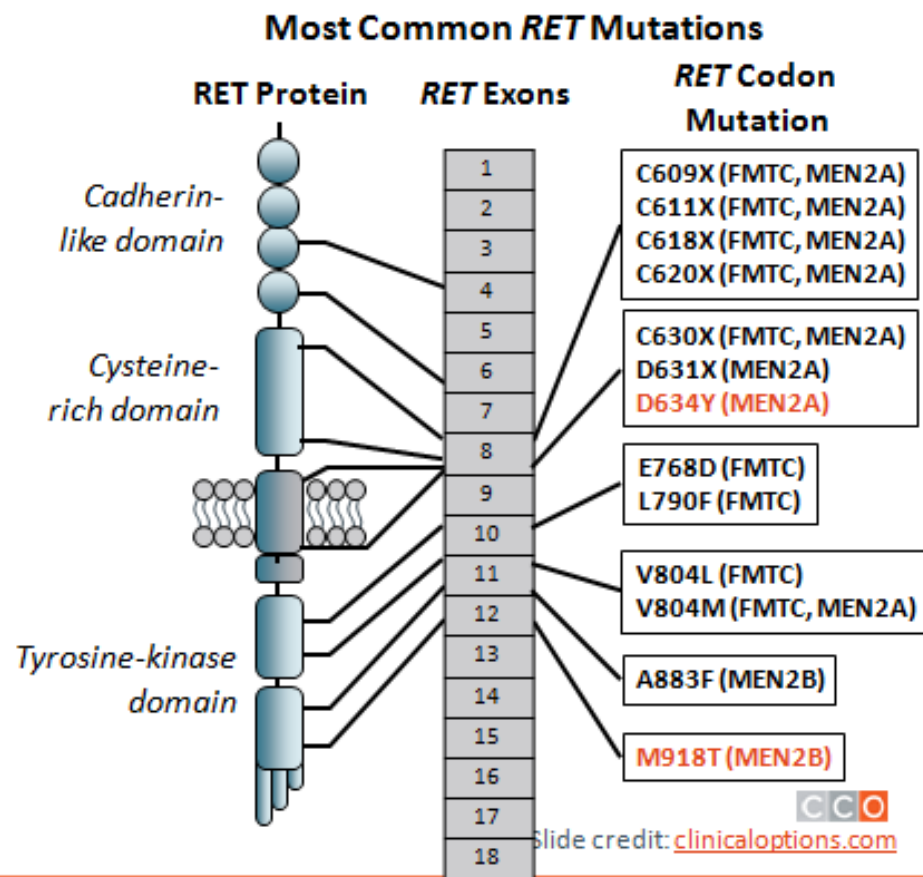 Most Common RET Mutations
RET Protein
RET Exons
RET Codon
Mutation
Cadherin-
like domain
Cysteine-
rich domain
Tyrosine-kinase
domain
1
2
3
4
5
6
7
8
9
10
11
12
13
14
15
16
17
18
C609X (FMTC, MEN2A)
C611X (FMTC, MEN2A)
C618X (FMTC, MEN2A)
C620X (FMTC, MEN2A)
C630X (FMTC, MEN2A)
D631X (MEN2A)
D634Y (MEN2A)
E768D (FMTC)
L790F (FMTC)
V804L (FMTC)
V804M (FMTC, MEN2A)
A883F (MEN2B)
M918T (MEN2B)
CCO
Slide credit: clinicaloptions.com